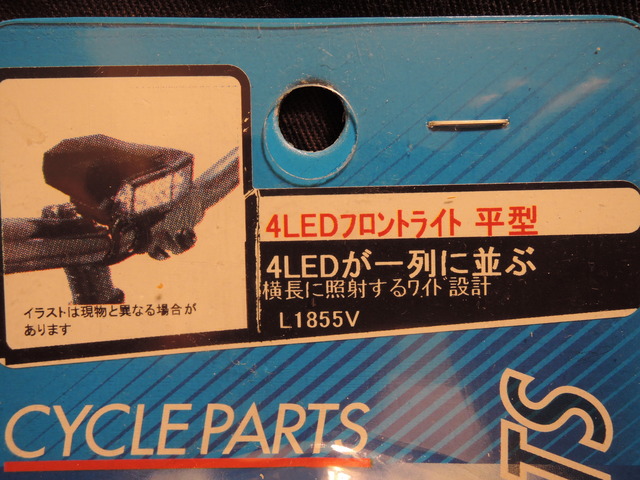 4LEDフロントライト 平型
4LEDが一列に並ぶ
横長に照射するワイド設計
L1855V
イラストは現物と異なる場合が
あります
CYCLE PARTS
TS